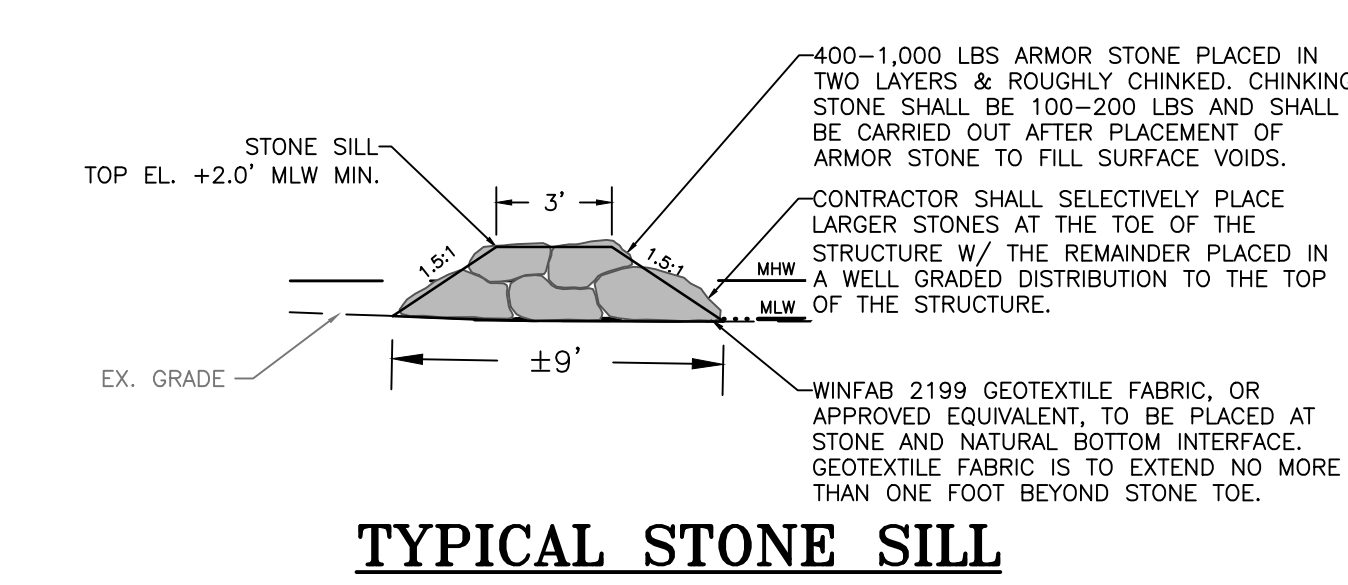 400-1,000 LBS ARMOR STONE PLACED IN
TWO LAYERS & ROUGHLY CHINKED. CHINKING
STONE SHALL BE 100-200 LBS AND SHALL
BE CARRIED OUT AFTER PLACEMENT OF
ARMOR STONE TO FILL SURFACE VOIDS.
STONE SILL
TOP EL. +2.0' MLW MIN.
3'
CONTRACTOR SHALL SELECTIVELY PLACE
LARGER STONES AT THE TOE OF THE
STRUCTURE W/ THE REMAINDER PLACED IN
A WELL GRADED DISTRIBUTION TO THE TOP
OF THE STRUCTURE.
1.5:1
1.5:1
MHW
MLW
±9'
EX. GRADE
WINFAB 2199 GEOTEXTILE FABRIC, OR
APPROVED EQUIVALENT, TO BE PLACED AT
STONE AND NATURAL BOTTOM INTERFACE.
GEOTEXTILE FABRIC IS TO EXTEND NO MORE
THAN ONE FOOT BEYOND STONE TOE.
TYPICAL STONE SILL